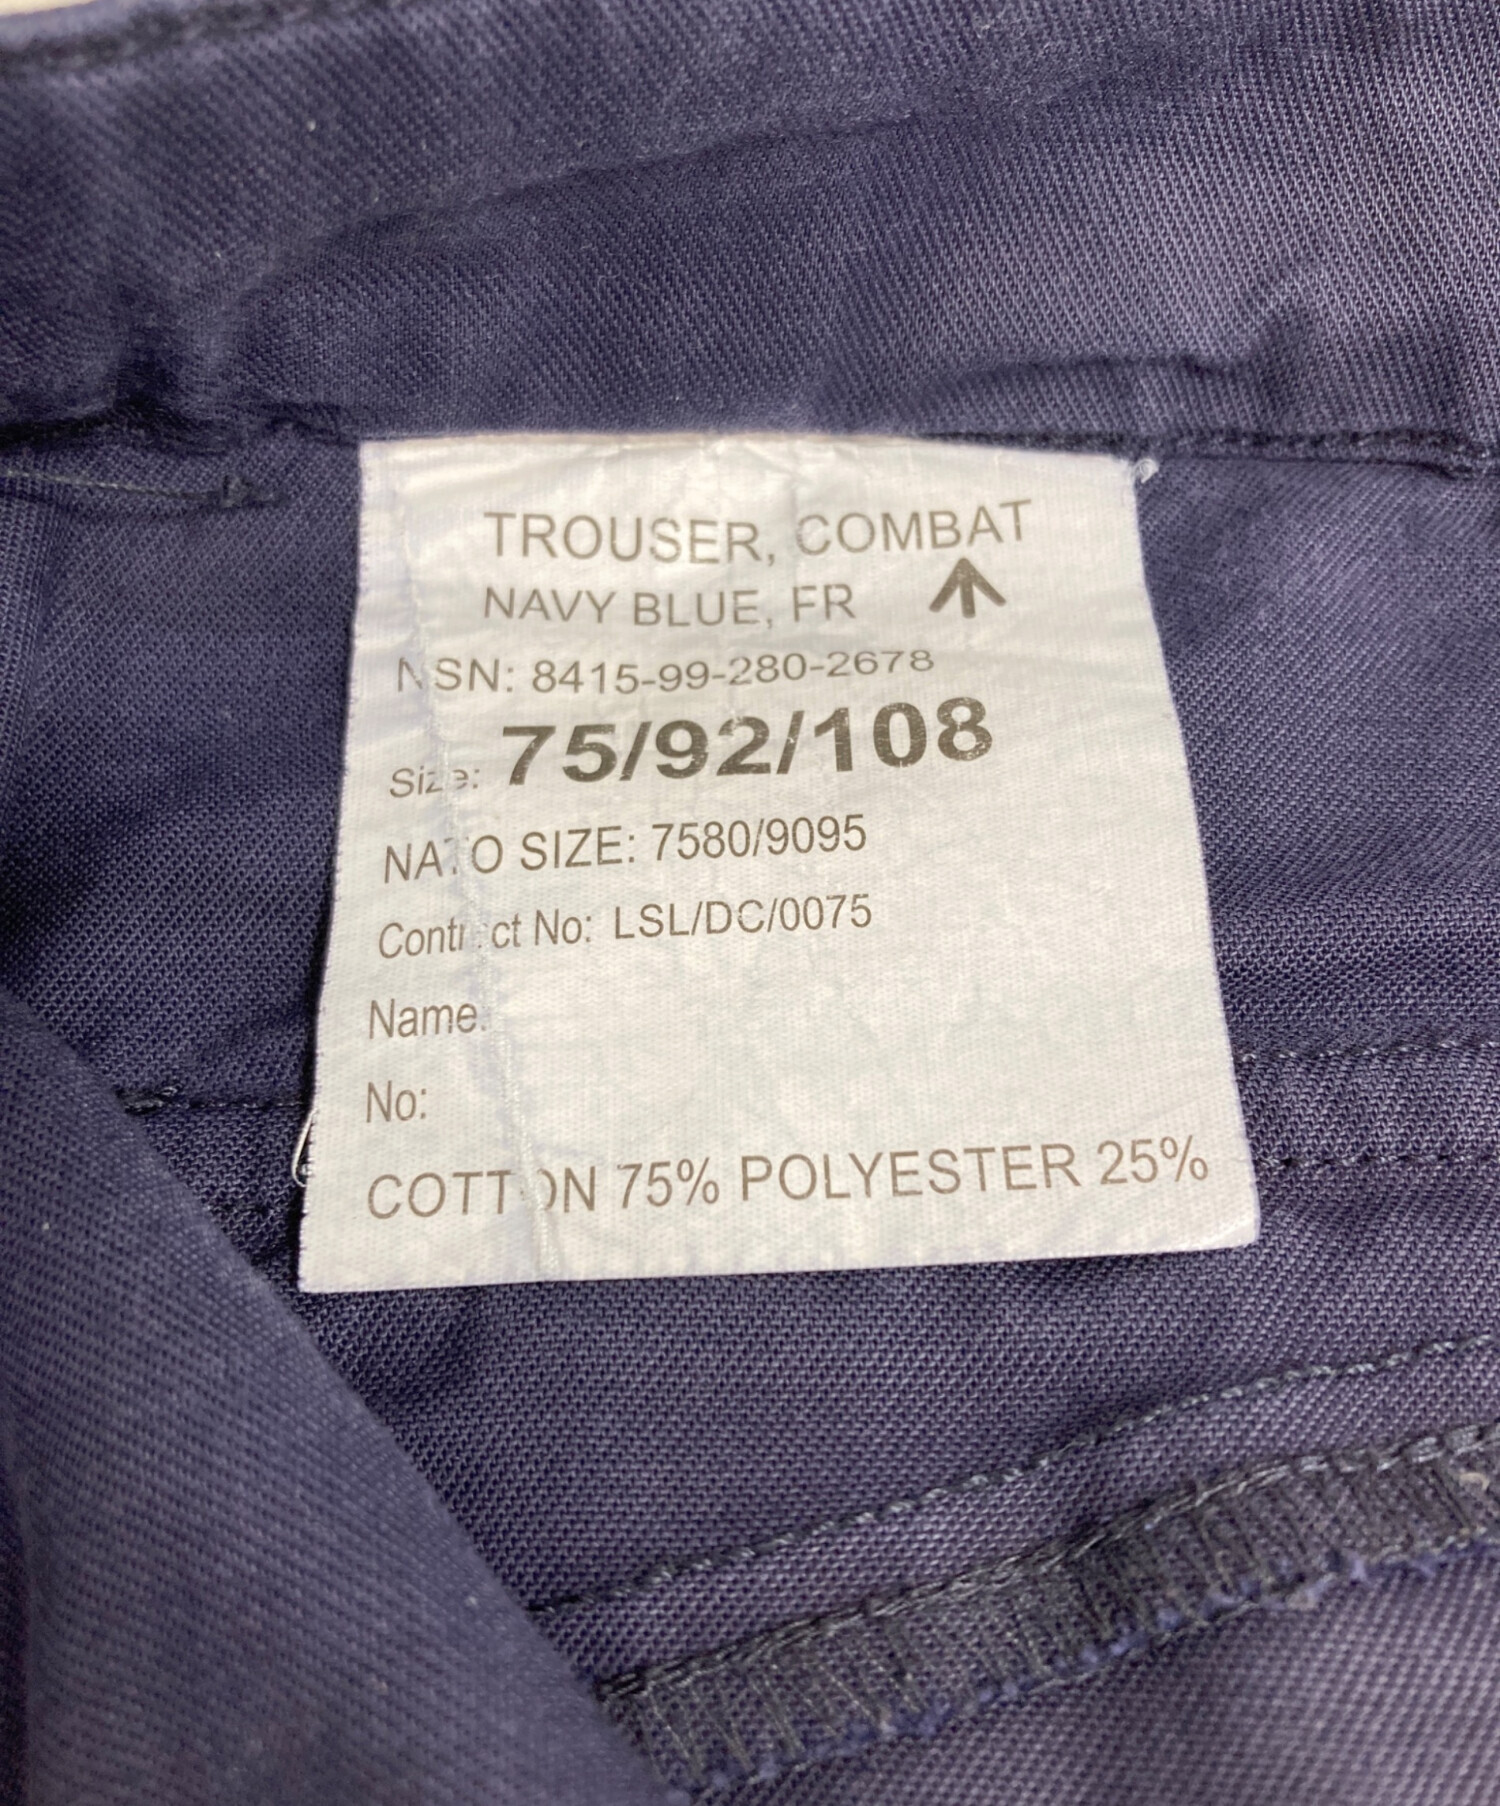 TROUSER, COMBAT
NAVY BLUE, FR
NSN: 8415-99-280-2678
Size: 75/92/108
NATO SIZE: 7580/9095
Contract No: LSL/DC/0075
Name:
No:
COTTON 75% POLYESTER 25%